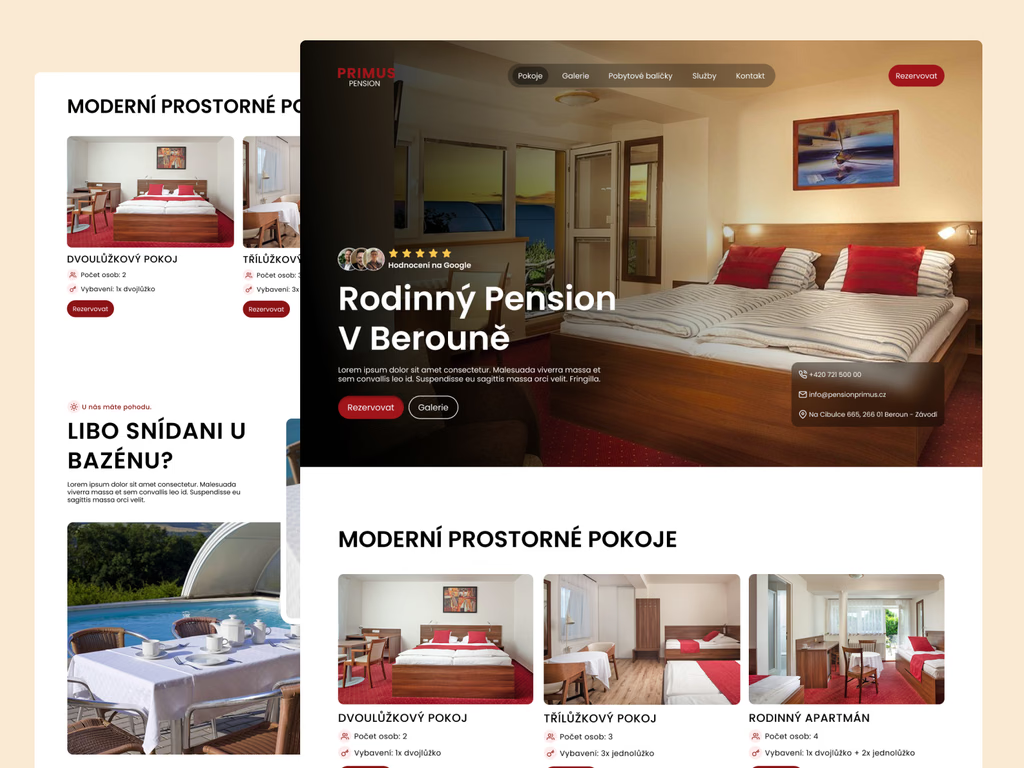 MODERNÍ PROSTORNÉ
DVOULŮŽKOVÝ POKOJ
Počet osob: 2
Vybavení: 1x dvojlůžko
Rezervovat
TŘÍLŮŽKOVÝ
Počet osob:
Vybavení: 3x
Rezervovat
U nás máte pohodu.
LIBO SNÍDANI U
BAZÉNU?
Lorem ipsum dolor sit amet consectetur. Malesuada
viverra massa et sem convallis leo id. Suspendisse eu
sagittis massa orci velit.
PRIMUS
PENSION
Pokoje Galerie Pobytové balíčky Služby Kontakt
Rezervovat
Hodnocení na Google
Rodinný Pension
V Berouně
Lorem ipsum dolor sit amet consectetur. Malesuada viverra massa et
sem convallis leo id. Suspendisse eu sagittis massa orci velit. Fringilla.
Rezervovat Galerie
+420 721 500 00
info@pensionprimus.cz
Na Cibulce 665, 266 01 Beroun - Závodí
MODERNÍ PROSTORNÉ POKOJE
DVOULŮŽKOVÝ POKOJ
Počet osob: 2
Vybavení: 1x dvojlůžko
TŘÍLŮŽKOVÝ POKOJ
Počet osob: 3
Vybavení: 3x jednolůžko
RODINNÝ APARTMÁN
Počet osob: 4
Vybavení: 1x dvojlůžko + 2x jednolůžko